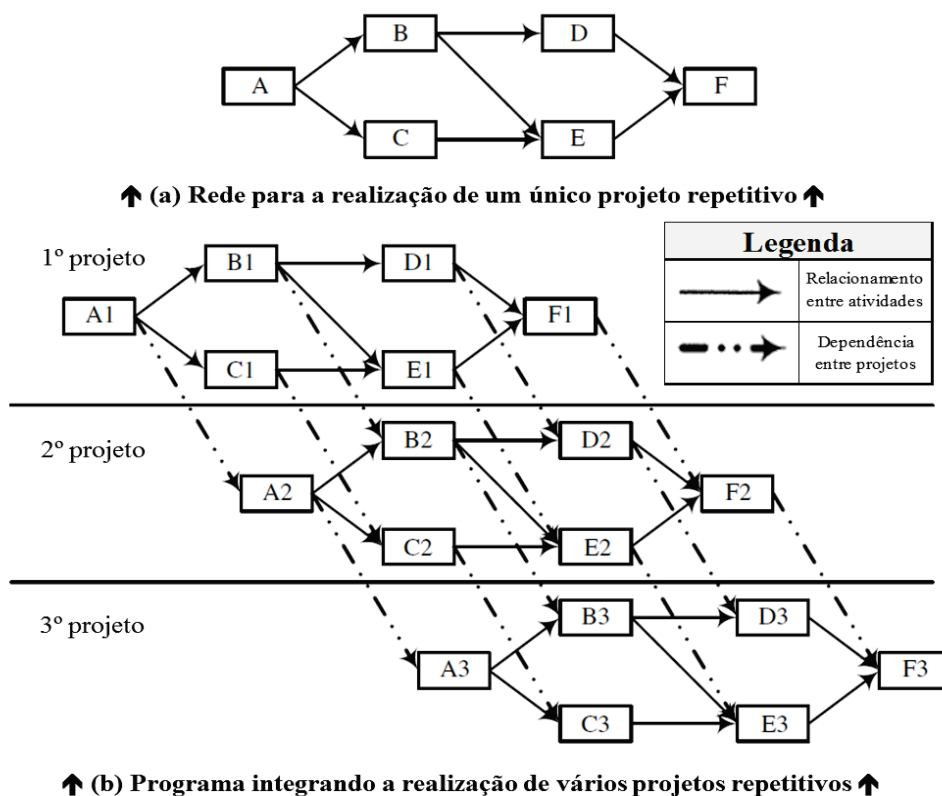 B D
A F
C E
🡹 (a) Rede para a realização de um único projeto repetitivo 🡹
1º projeto
B1 D1
A1 F1
C1 E1
Legenda
Relacionamento
entre atividades
Dependência
entre projetos
2º projeto
B2 D2
A2 F2
C2 E2
3º projeto
B3 D3
A3 F3
C3 E3
🡹 (b) Programa integrando a realização de vários projetos repetitivos 🡹